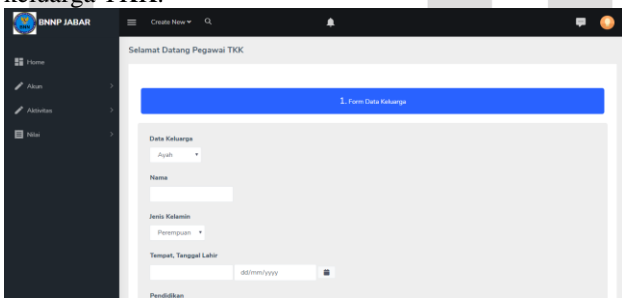 keluarga TKK.
BNNP JABAR
Create New
Selamat Datang Pegawai TKK
Home
Akun
Aktivitas
Nilai
1. Form Data Keluarga
Data Keluarga
Ayah
Name
Jenis Kelamin
Perempuan
Tempat, Tanggal Lahir
dd/mm/yyyy
Pendidikan